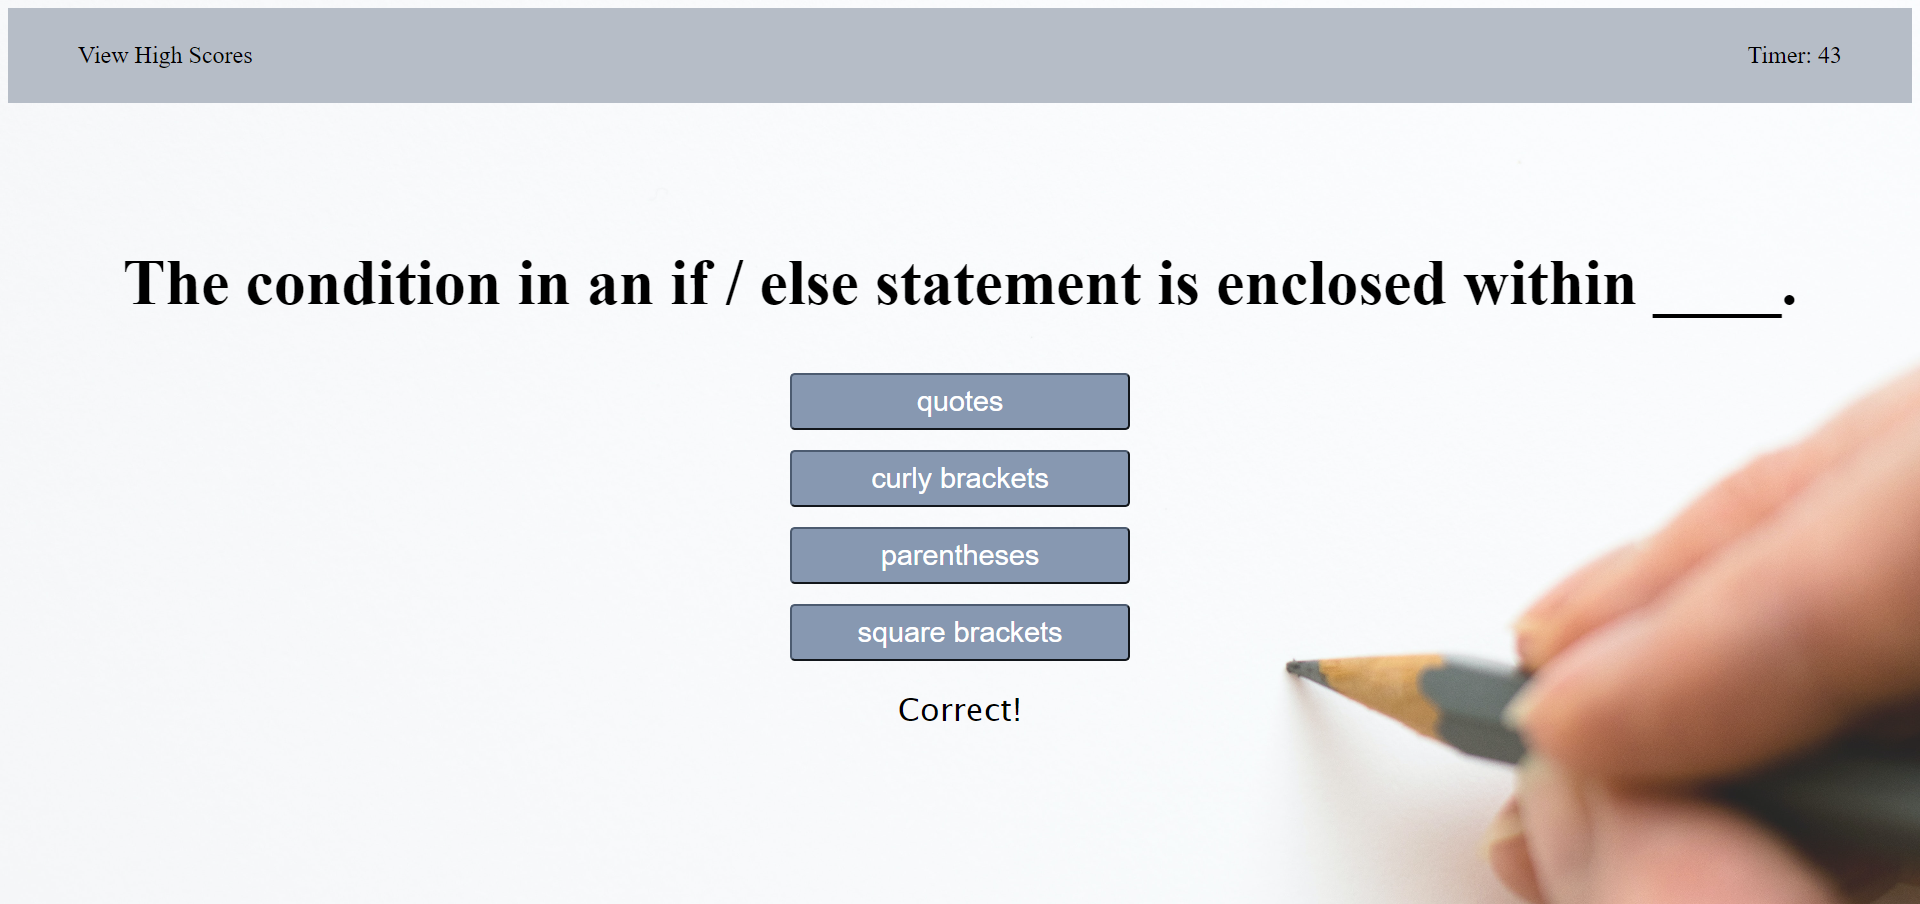 View High Scores
Timer: 43
The condition in an if / else statement is enclosed within ____.
quotes
curly brackets
parentheses
square brackets
Correct!